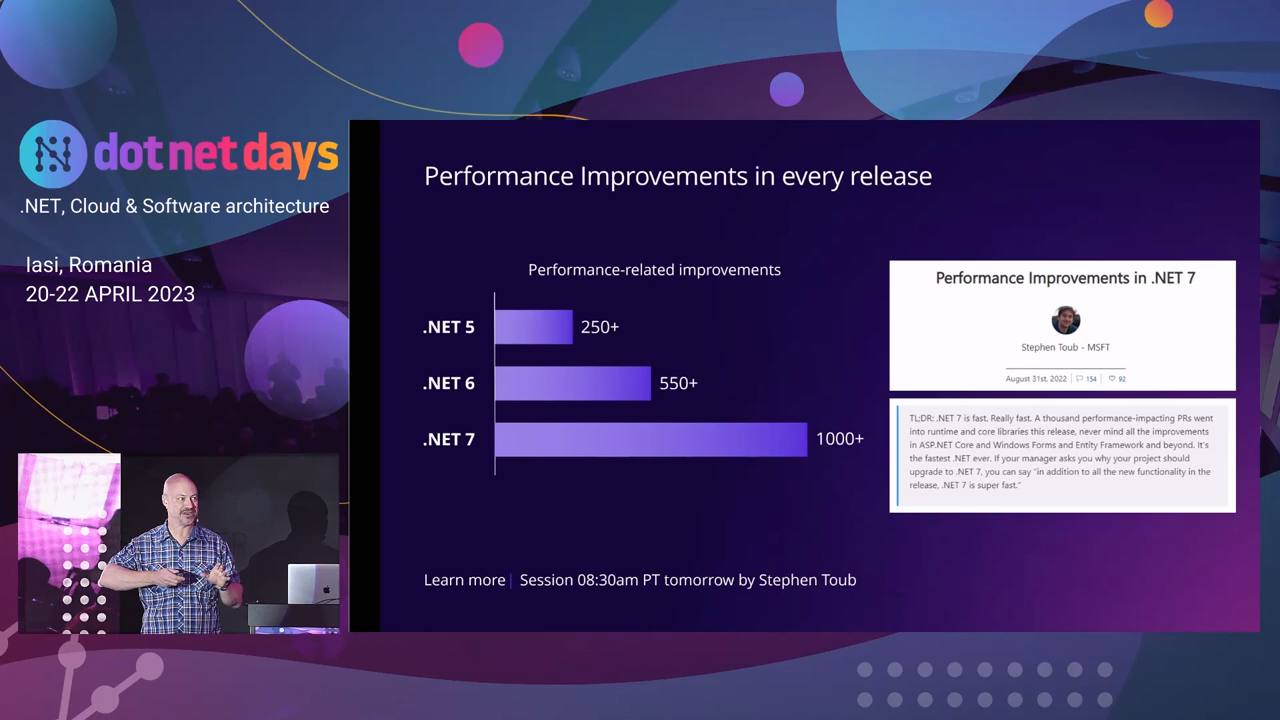 dotnetdays
.NET, Cloud & Software architecture
Iasi, Romania
20-22 APRIL 2023
Performance Improvements in every release
Performance-related improvements
.NET 5 250+
.NET 6 550+
.NET 7 1000+
Performance Improvements in .NET 7
Stephen Toub - MSFT
August 31st, 2022 154 92
TL;DR: .NET 7 is fast. Really fast. A thousand performance-impacting PRs went
into runtime and core libraries this release, never mind all the improvements
in ASP.NET Core and Windows Forms and Entity Framework and beyond. It's
the fastest .NET ever. If your manager asks you why your project should
upgrade to .NET 7, you can say "in addition to all the new functionality in the
release, .NET 7 is super fast."
Learn more | Session 08:30am PT tomorrow by Stephen Toub